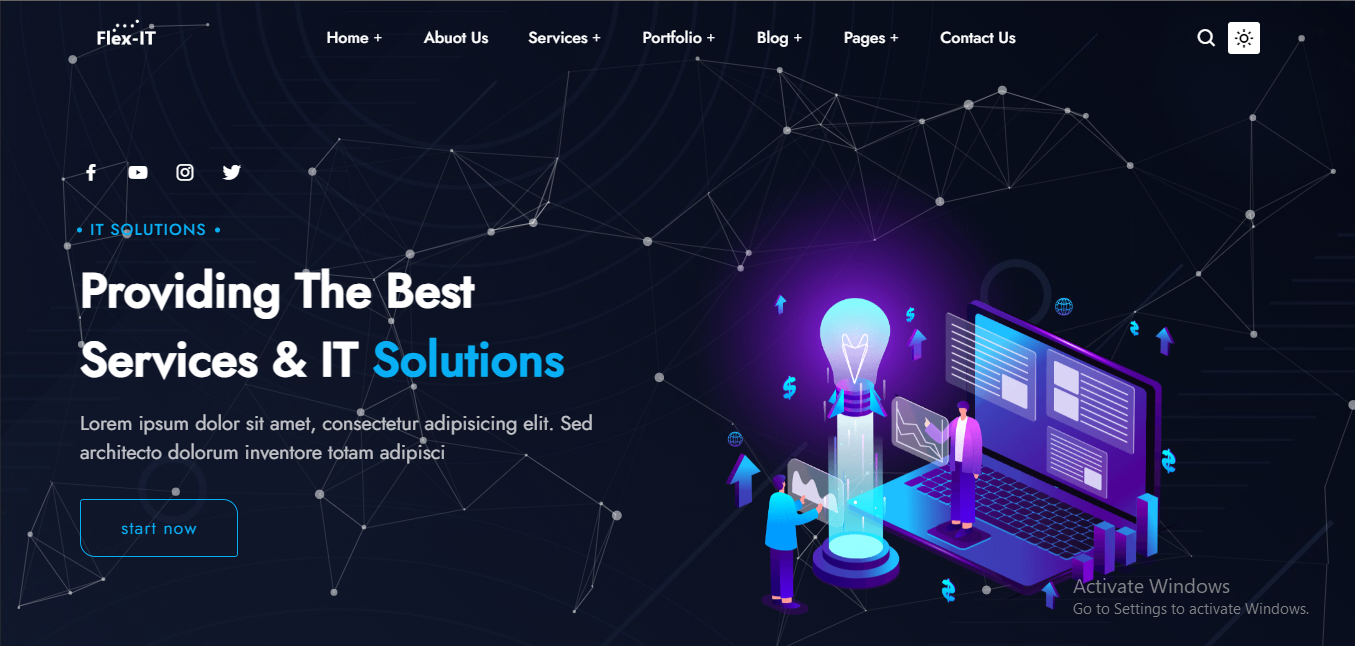 Flex-IT
Home + Abuot Us Services + Portfolio + Blog + Pages + Contact Us
• IT SOLUTIONS •
Providing The Best
Services & IT Solutions
Lorem ipsum dolor sit amet, consectetur adipisicing elit. Sed
architecto dolorum inventore totam adipisci
start now
Activate Windows
Go to Settings to activate Windows.